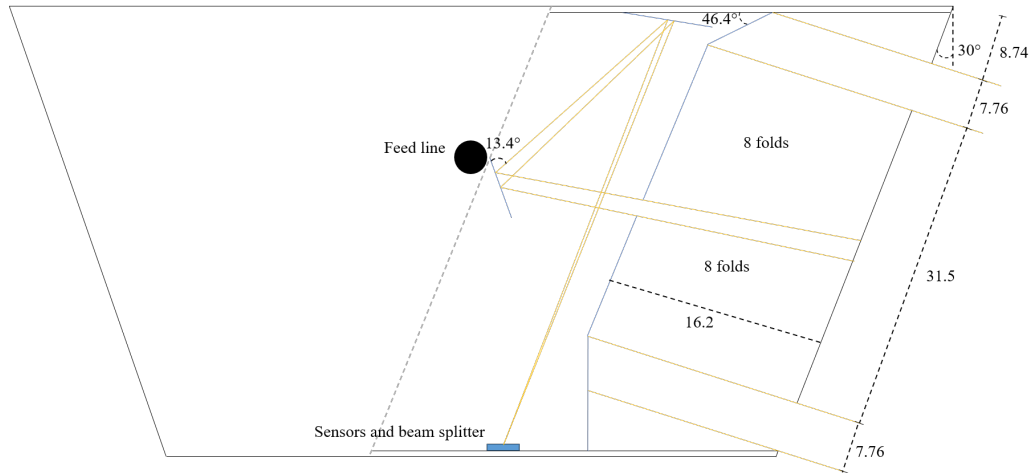 46.4°
30°
8.74
7.76
Feed line
13.4°
8 folds
8 folds
31.5
16.2
Sensors and beam splitter
7.76